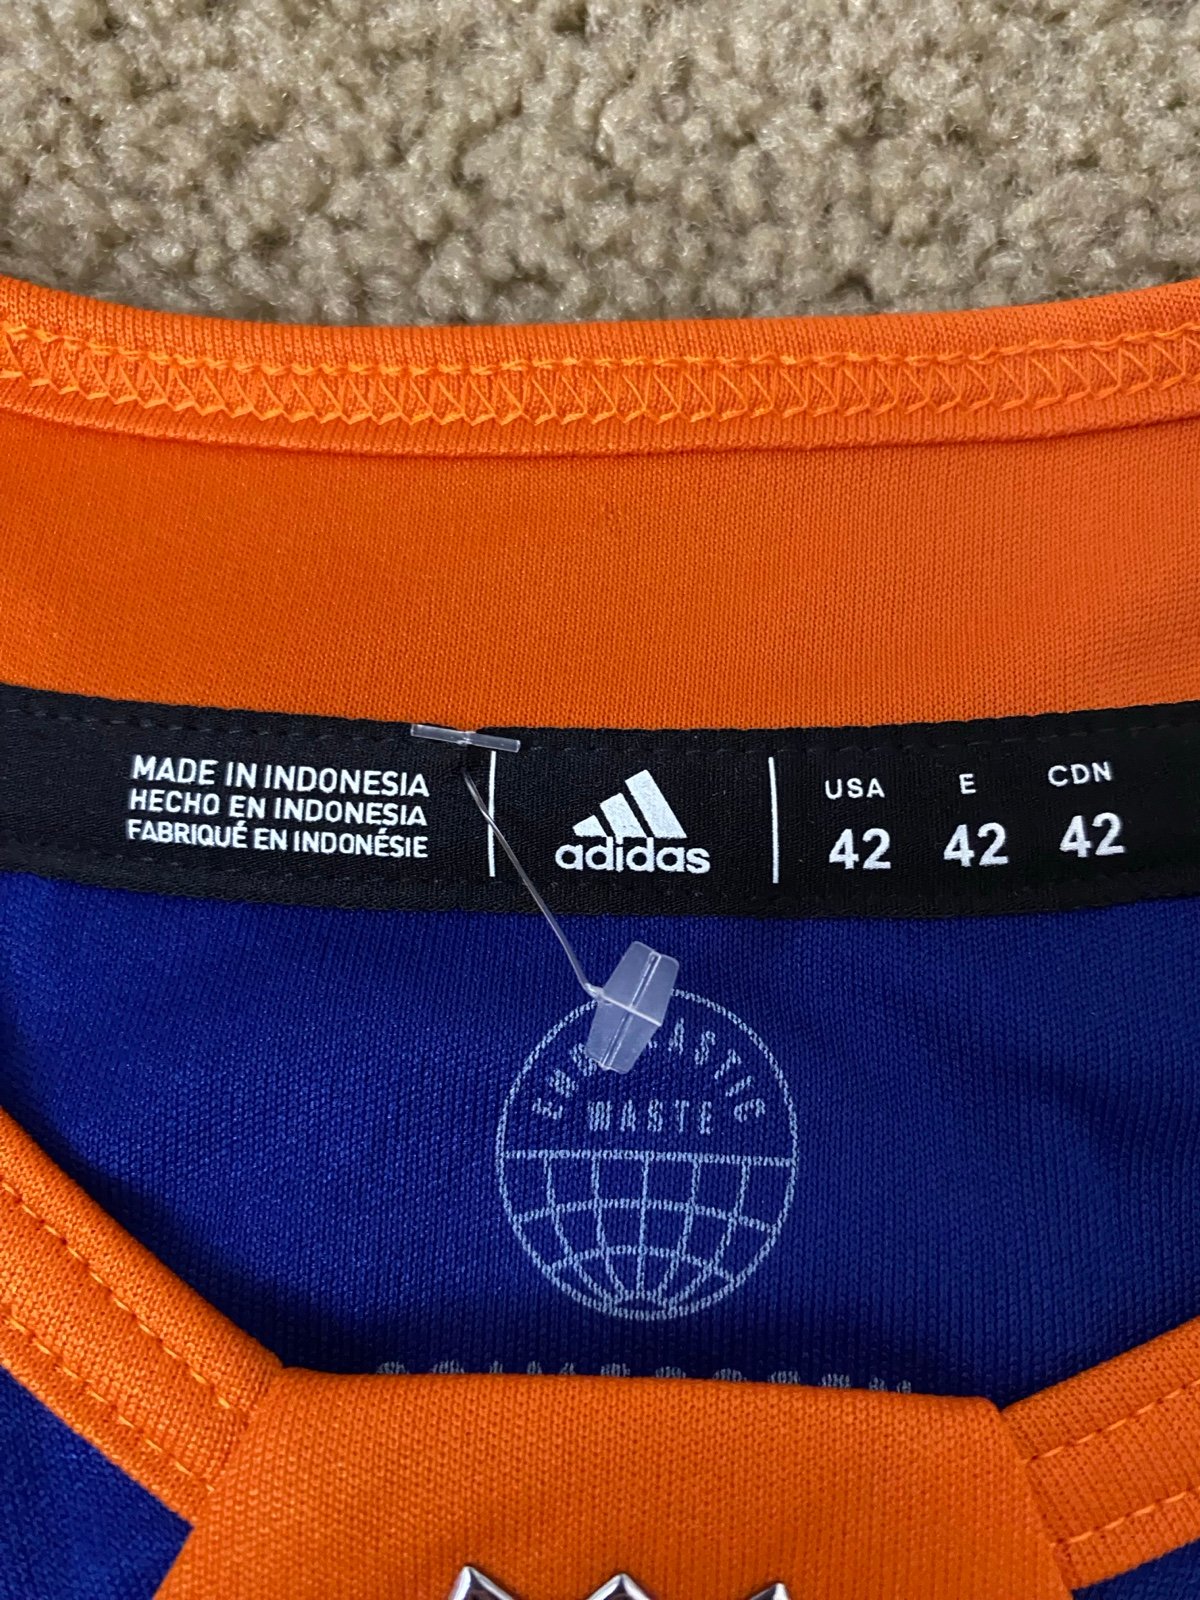 MADE IN INDONESIA
HECHO EN INDONESIA
FABRIQUÉ EN INDONÉSIE
adidas
USA E CDN
42 42 42
WASTE